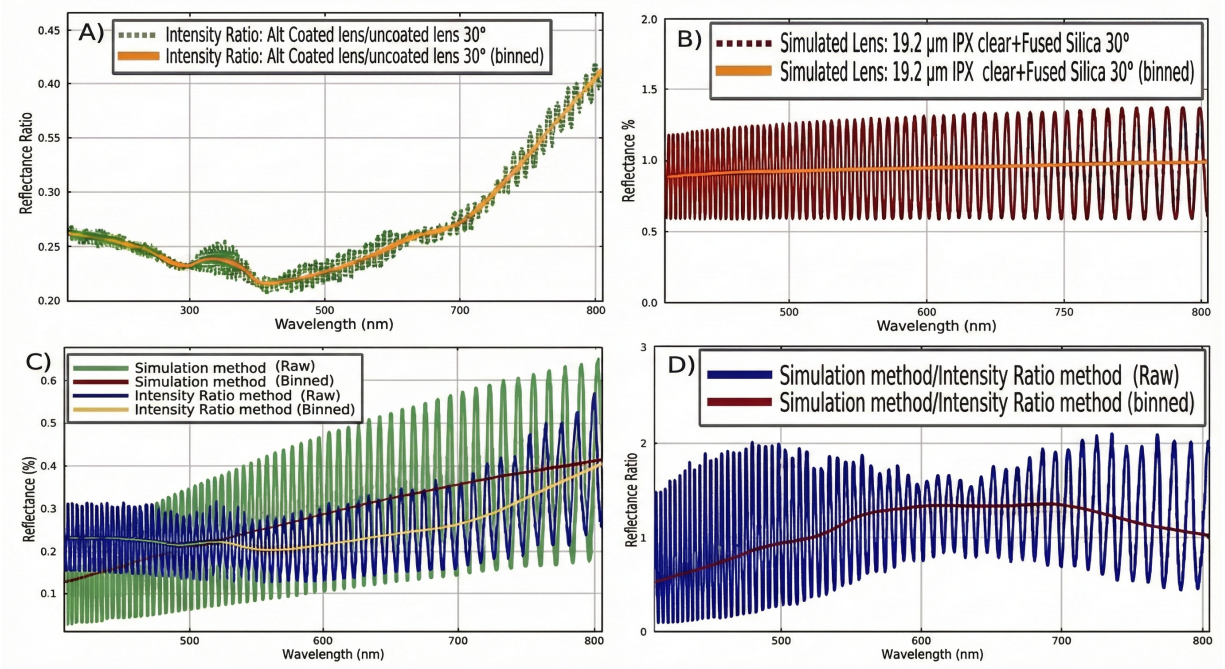 A)
Intensity Ratio: Alt Coated lens/uncoated lens 30°
Intensity Ratio: Alt Coated lens/uncoated lens 30° (binned)
0.45
0.40
0.55
0.30
0.25
0.20
Reflectance Ratio
300
500
700
800
Wavelength (nm)
B)
Simulated Lens: 19.2 µm IPX clear+Fused Silica 30°
Simulated Lens: 19.2 µm IPX clear+Fused Silica 30° (binned)
2.0
1.5
1.0
0.5
0.0
Reflectance %
500
600
750
800
Wavelength (nm)
C)
Simulation method (Raw)
Simulation method (Binned)
Intensity Ratio method (Raw)
Intensity Ratio method (Binned)
0.6
0.5
0.4
0.3
0.2
0.1
Reflectance (%)
500
600
700
800
Wavelength (nm)
D)
Simulation method/Intensity Ratio method (Raw)
Simulation method/Intensity Ratio method (binned)
3
2
1
0
Reflectance Ratio
500
600
700
800
Wavelength (nm)